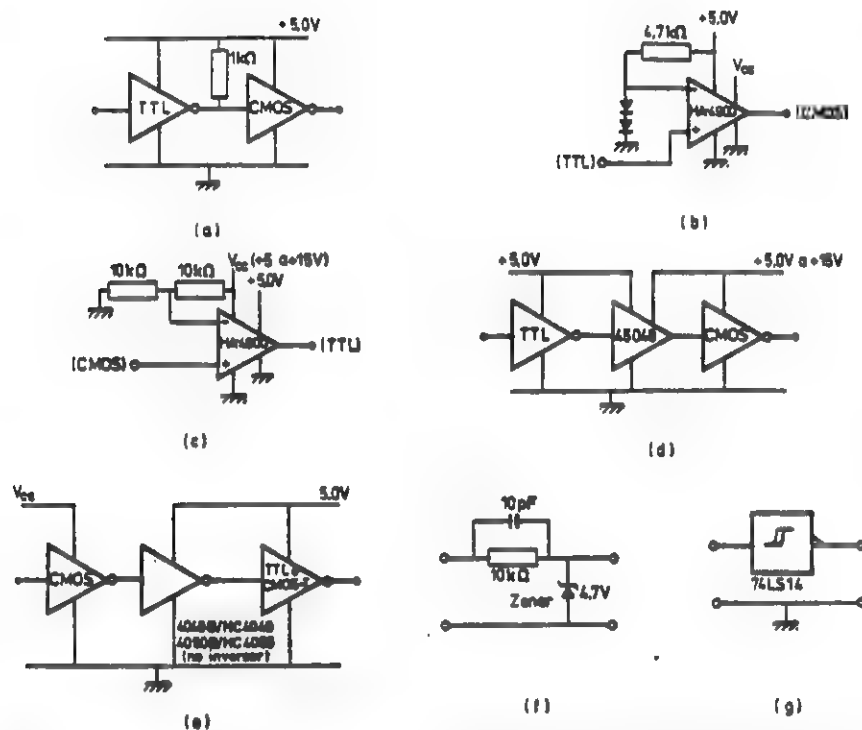 +5,0V
1kΩ
TTL
CMOS
(a)
+5,0V
4,7kΩ
Vcc
(TTL)
(b)
10kΩ
10kΩ
Vcc (+5 a+15V)
+5,0V
(CMOS)
(TTL)
(c)
+5,0V
+5,0V a+15V
TTL
CMOS
(d)
5,0V
CMOS
TTL o
CMOS-T
(no inversor)
(e)
10pF
10kΩ
Zener
4,7V
(f)
74LS14
(g)